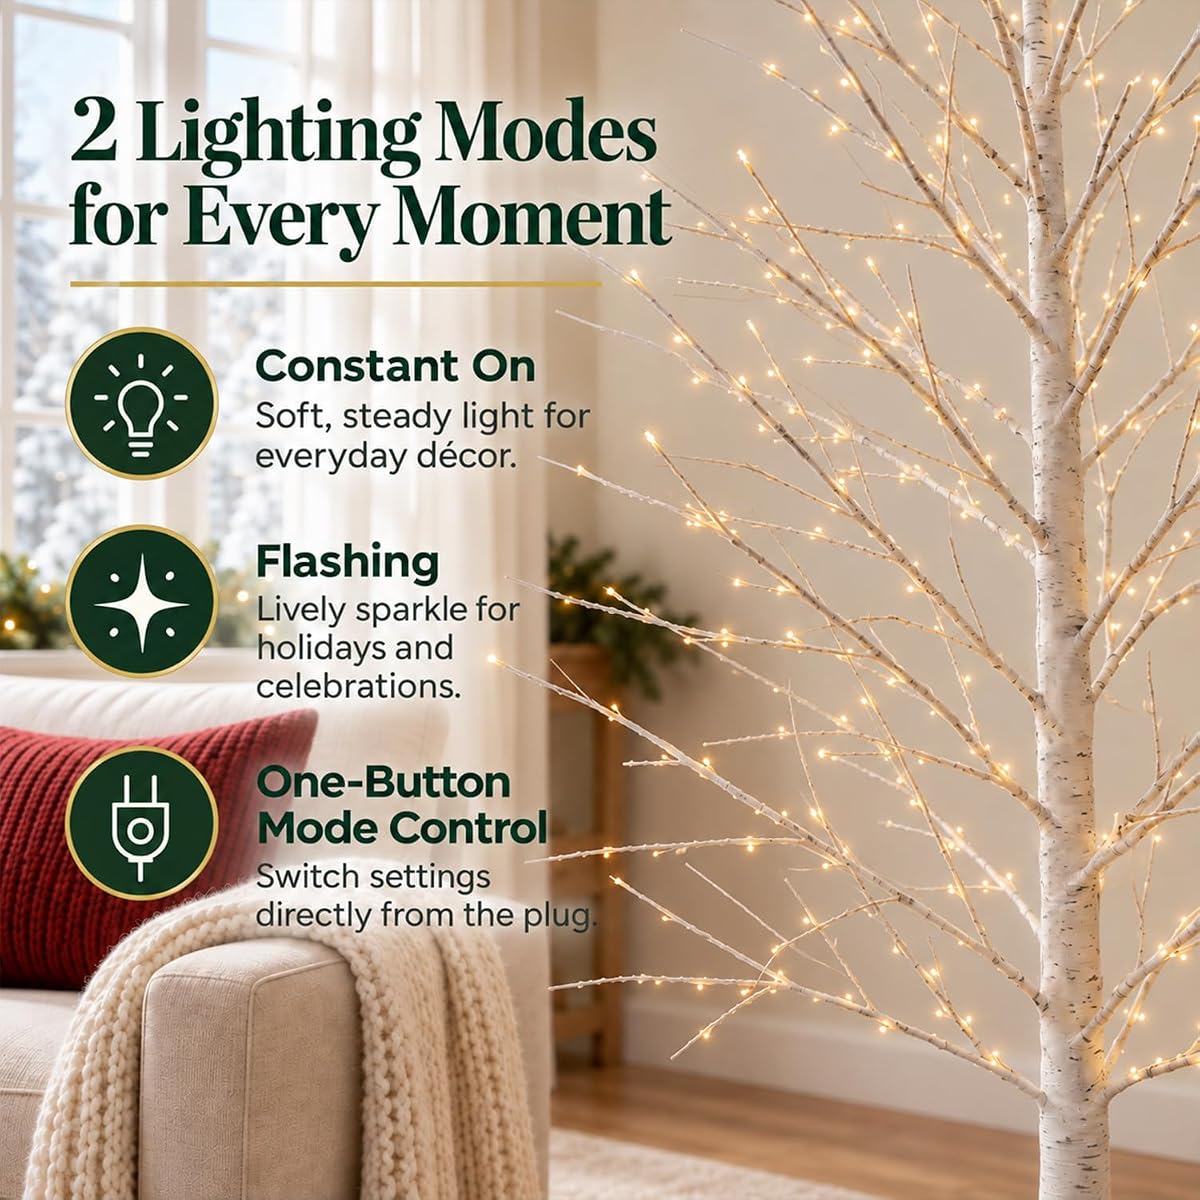 2 Lighting Modes
for Every Moment
Constant On
Soft, steady light for
everyday décor.
Flashing
Lively sparkle for
holidays and
celebrations.
One-Button
Mode Control
Switch settings
directly from the plug.